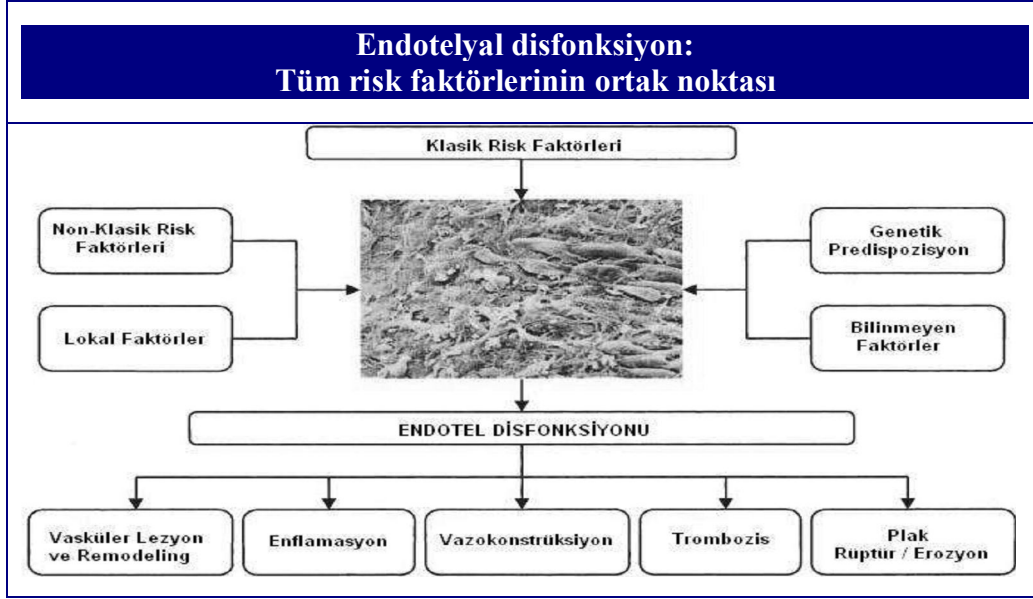 Endotelyal disfonksiyon:
Tüm risk faktörlerinin ortak noktası
Klasik Risk Faktörleri
Non-Klasik Risk
Faktörleri
Lokal Faktörler
Genetik
Predispozisyon
Bilinmeyen
Faktörler
ENDOTEL DİSFONKSİYONU
Vasküler Lezyon
ve Remodeling
Enflamasyon
Vazokonstrüksiyon
Trombozis
Plak
Rüptür / Erozyon